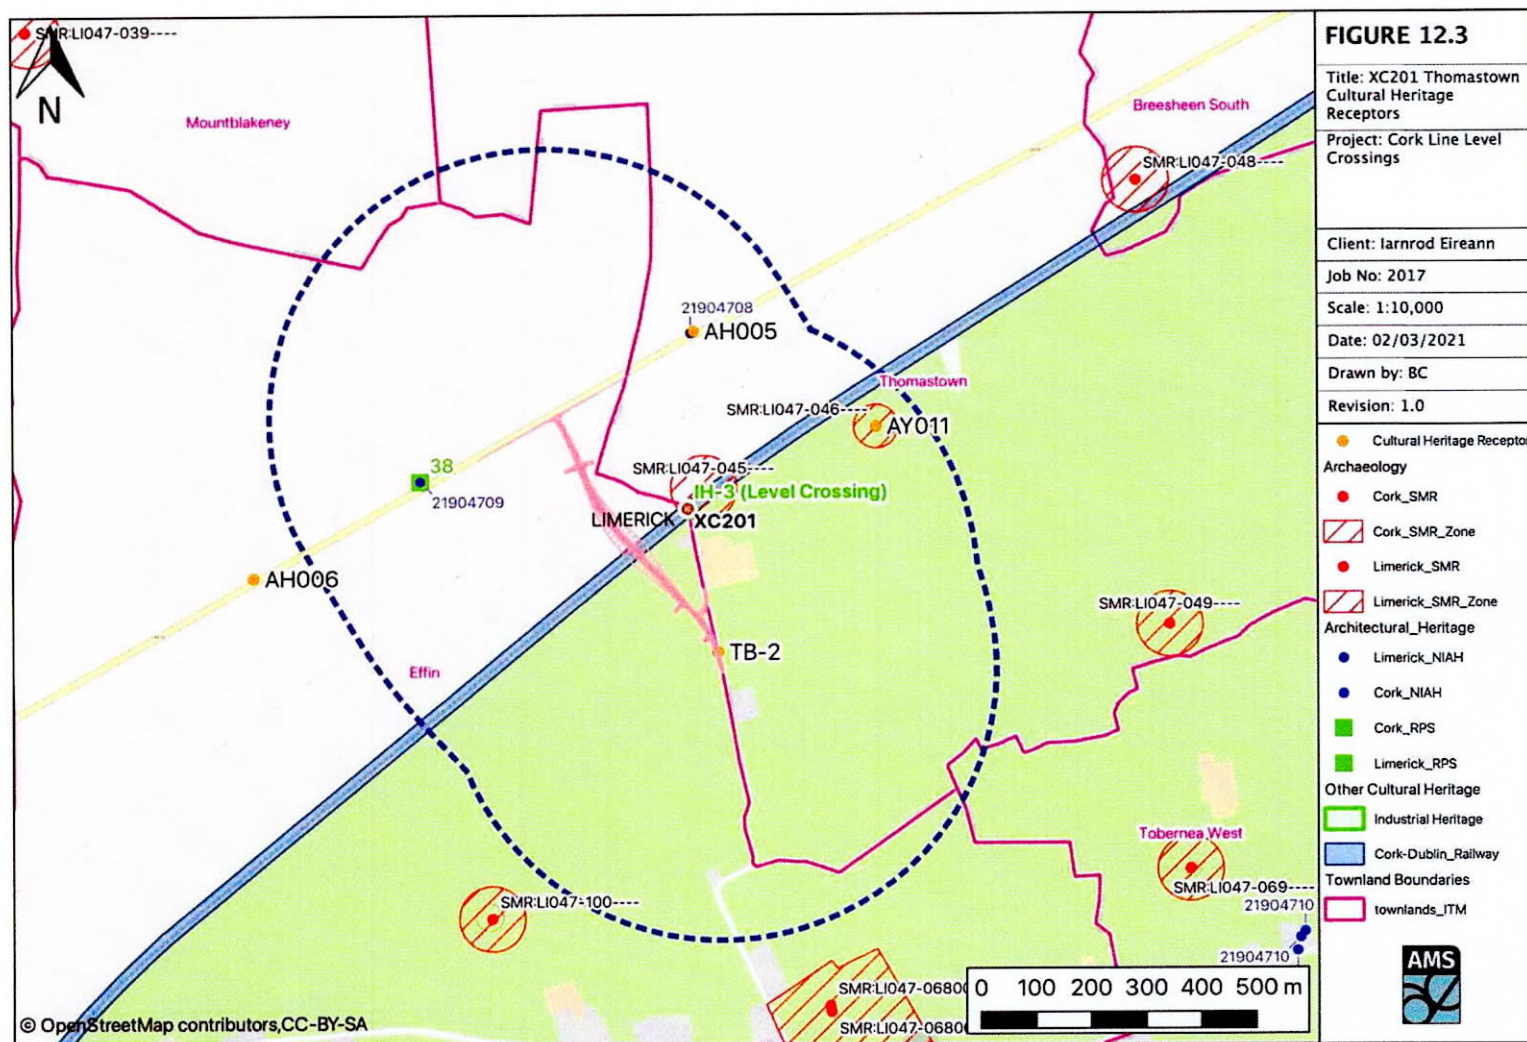 SMR:LI047-039----
N
Mountblakeney
Breesheen South
SMR:LI047-048----
21904708
AH005
Thomastown
SMR:LI047-046----
AY011
38
21904709
SMR:LI047-045----
IH-3 (Level Crossing)
LIMERICK
XC201
AH006
SMR:LI047-049----
TB-2
Effin
Tobernea West
SMR:LI047-069----
SMR:LI047-100----
21904710
21904710
SMR:LI047-06800
SMR:LI047-06800
0 100 200 300 400 500 m
© OpenStreetMap contributors,CC-BY-SA
FIGURE 12.3
Title: XC201 Thomastown
Cultural Heritage
Receptors
Project: Cork Line Level
Crossings
Client: Iarnrod Eireann
Job No: 2017
Scale: 1:10,000
Date: 02/03/2021
Drawn by: BC
Revision: 1.0
Cultural Heritage Receptor
Archaeology
Cork_SMR
Cork_SMR_Zone
Limerick_SMR
Limerick_SMR_Zone
Architectural_Heritage
Limerick_NIAH
Cork_NIAH
Cork_RPS
Limerick_RPS
Other Cultural Heritage
Industrial Heritage
Cork-Dublin_Railway
Townland Boundaries
townlands_ITM
AMS